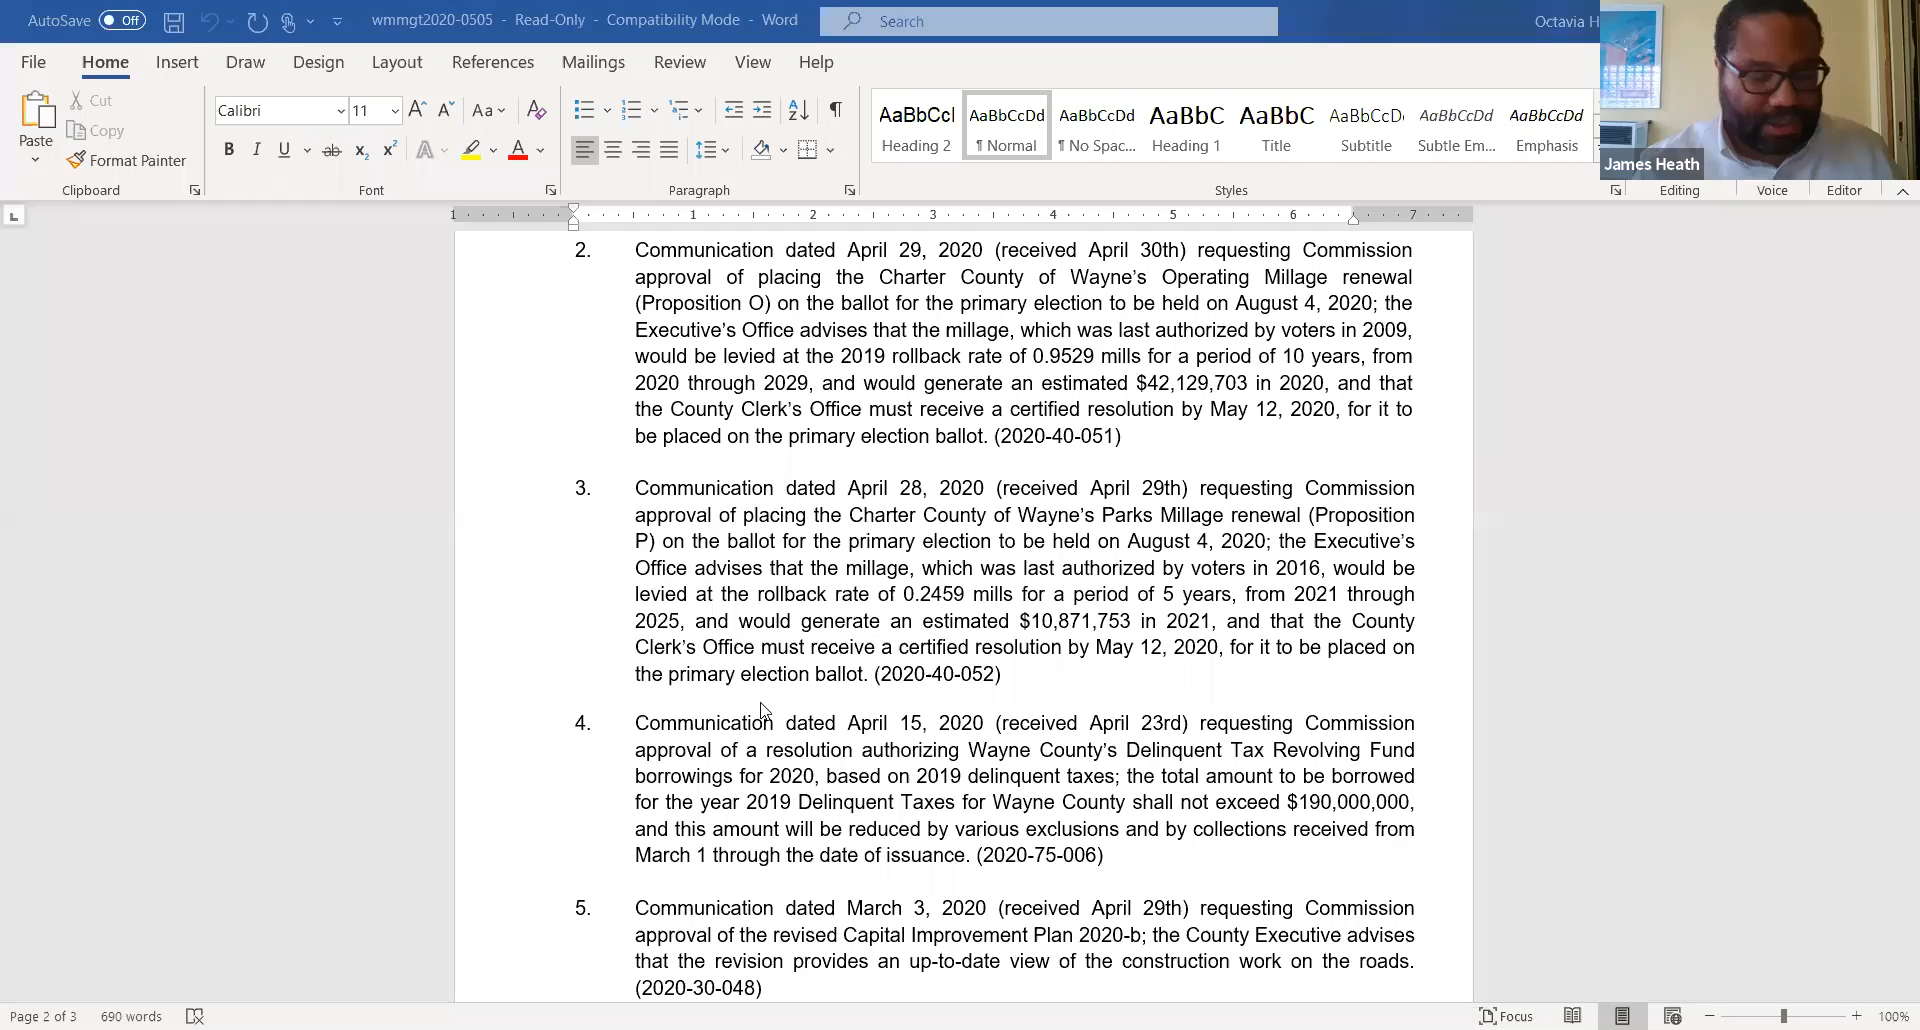 AutoSave Off wmmgt2020-0505 - Read-Only - Compatibility Mode - Word Search Octavia H
File Home Insert Draw Design Layout References Mailings Review View Help
Paste Cut Copy Format Painter
Calibri 11 Aa
B I U ab x2 x2 A A
AaBbCcI AaBbCcDd AaBbCcDd AaBbC AaBbC AaBbCcD AaBbCcDd AaBbCcDd
Heading 2 ¶ Normal ¶ No Spac... Heading 1 Title Subtitle Subtle Em... Emphasis
James Heath
Clipboard Font Paragraph Styles Editing Voice Editor
1 1 2 3 4 5 6 7
2. Communication dated April 29, 2020 (received April 30th) requesting Commission
approval of placing the Charter County of Wayne's Operating Millage renewal
(Proposition O) on the ballot for the primary election to be held on August 4, 2020; the
Executive's Office advises that the millage, which was last authorized by voters in 2009,
would be levied at the 2019 rollback rate of 0.9529 mills for a period of 10 years, from
2020 through 2029, and would generate an estimated $42,129,703 in 2020, and that
the County Clerk's Office must receive a certified resolution by May 12, 2020, for it to
be placed on the primary election ballot. (2020-40-051)
3. Communication dated April 28, 2020 (received April 29th) requesting Commission
approval of placing the Charter County of Wayne's Parks Millage renewal (Proposition
P) on the ballot for the primary election to be held on August 4, 2020; the Executive's
Office advises that the millage, which was last authorized by voters in 2016, would be
levied at the rollback rate of 0.2459 mills for a period of 5 years, from 2021 through
2025, and would generate an estimated $10,871,753 in 2021, and that the County
Clerk's Office must receive a certified resolution by May 12, 2020, for it to be placed on
the primary election ballot. (2020-40-052)
4. Communication dated April 15, 2020 (received April 23rd) requesting Commission
approval of a resolution authorizing Wayne County's Delinquent Tax Revolving Fund
borrowings for 2020, based on 2019 delinquent taxes; the total amount to be borrowed
for the year 2019 Delinquent Taxes for Wayne County shall not exceed $190,000,000,
and this amount will be reduced by various exclusions and by collections received from
March 1 through the date of issuance. (2020-75-006)
5. Communication dated March 3, 2020 (received April 29th) requesting Commission
approval of the revised Capital Improvement Plan 2020-b; the County Executive advises
that the revision provides an up-to-date view of the construction work on the roads.
(2020-30-048)
Page 2 of 3 690 words Focus 100%